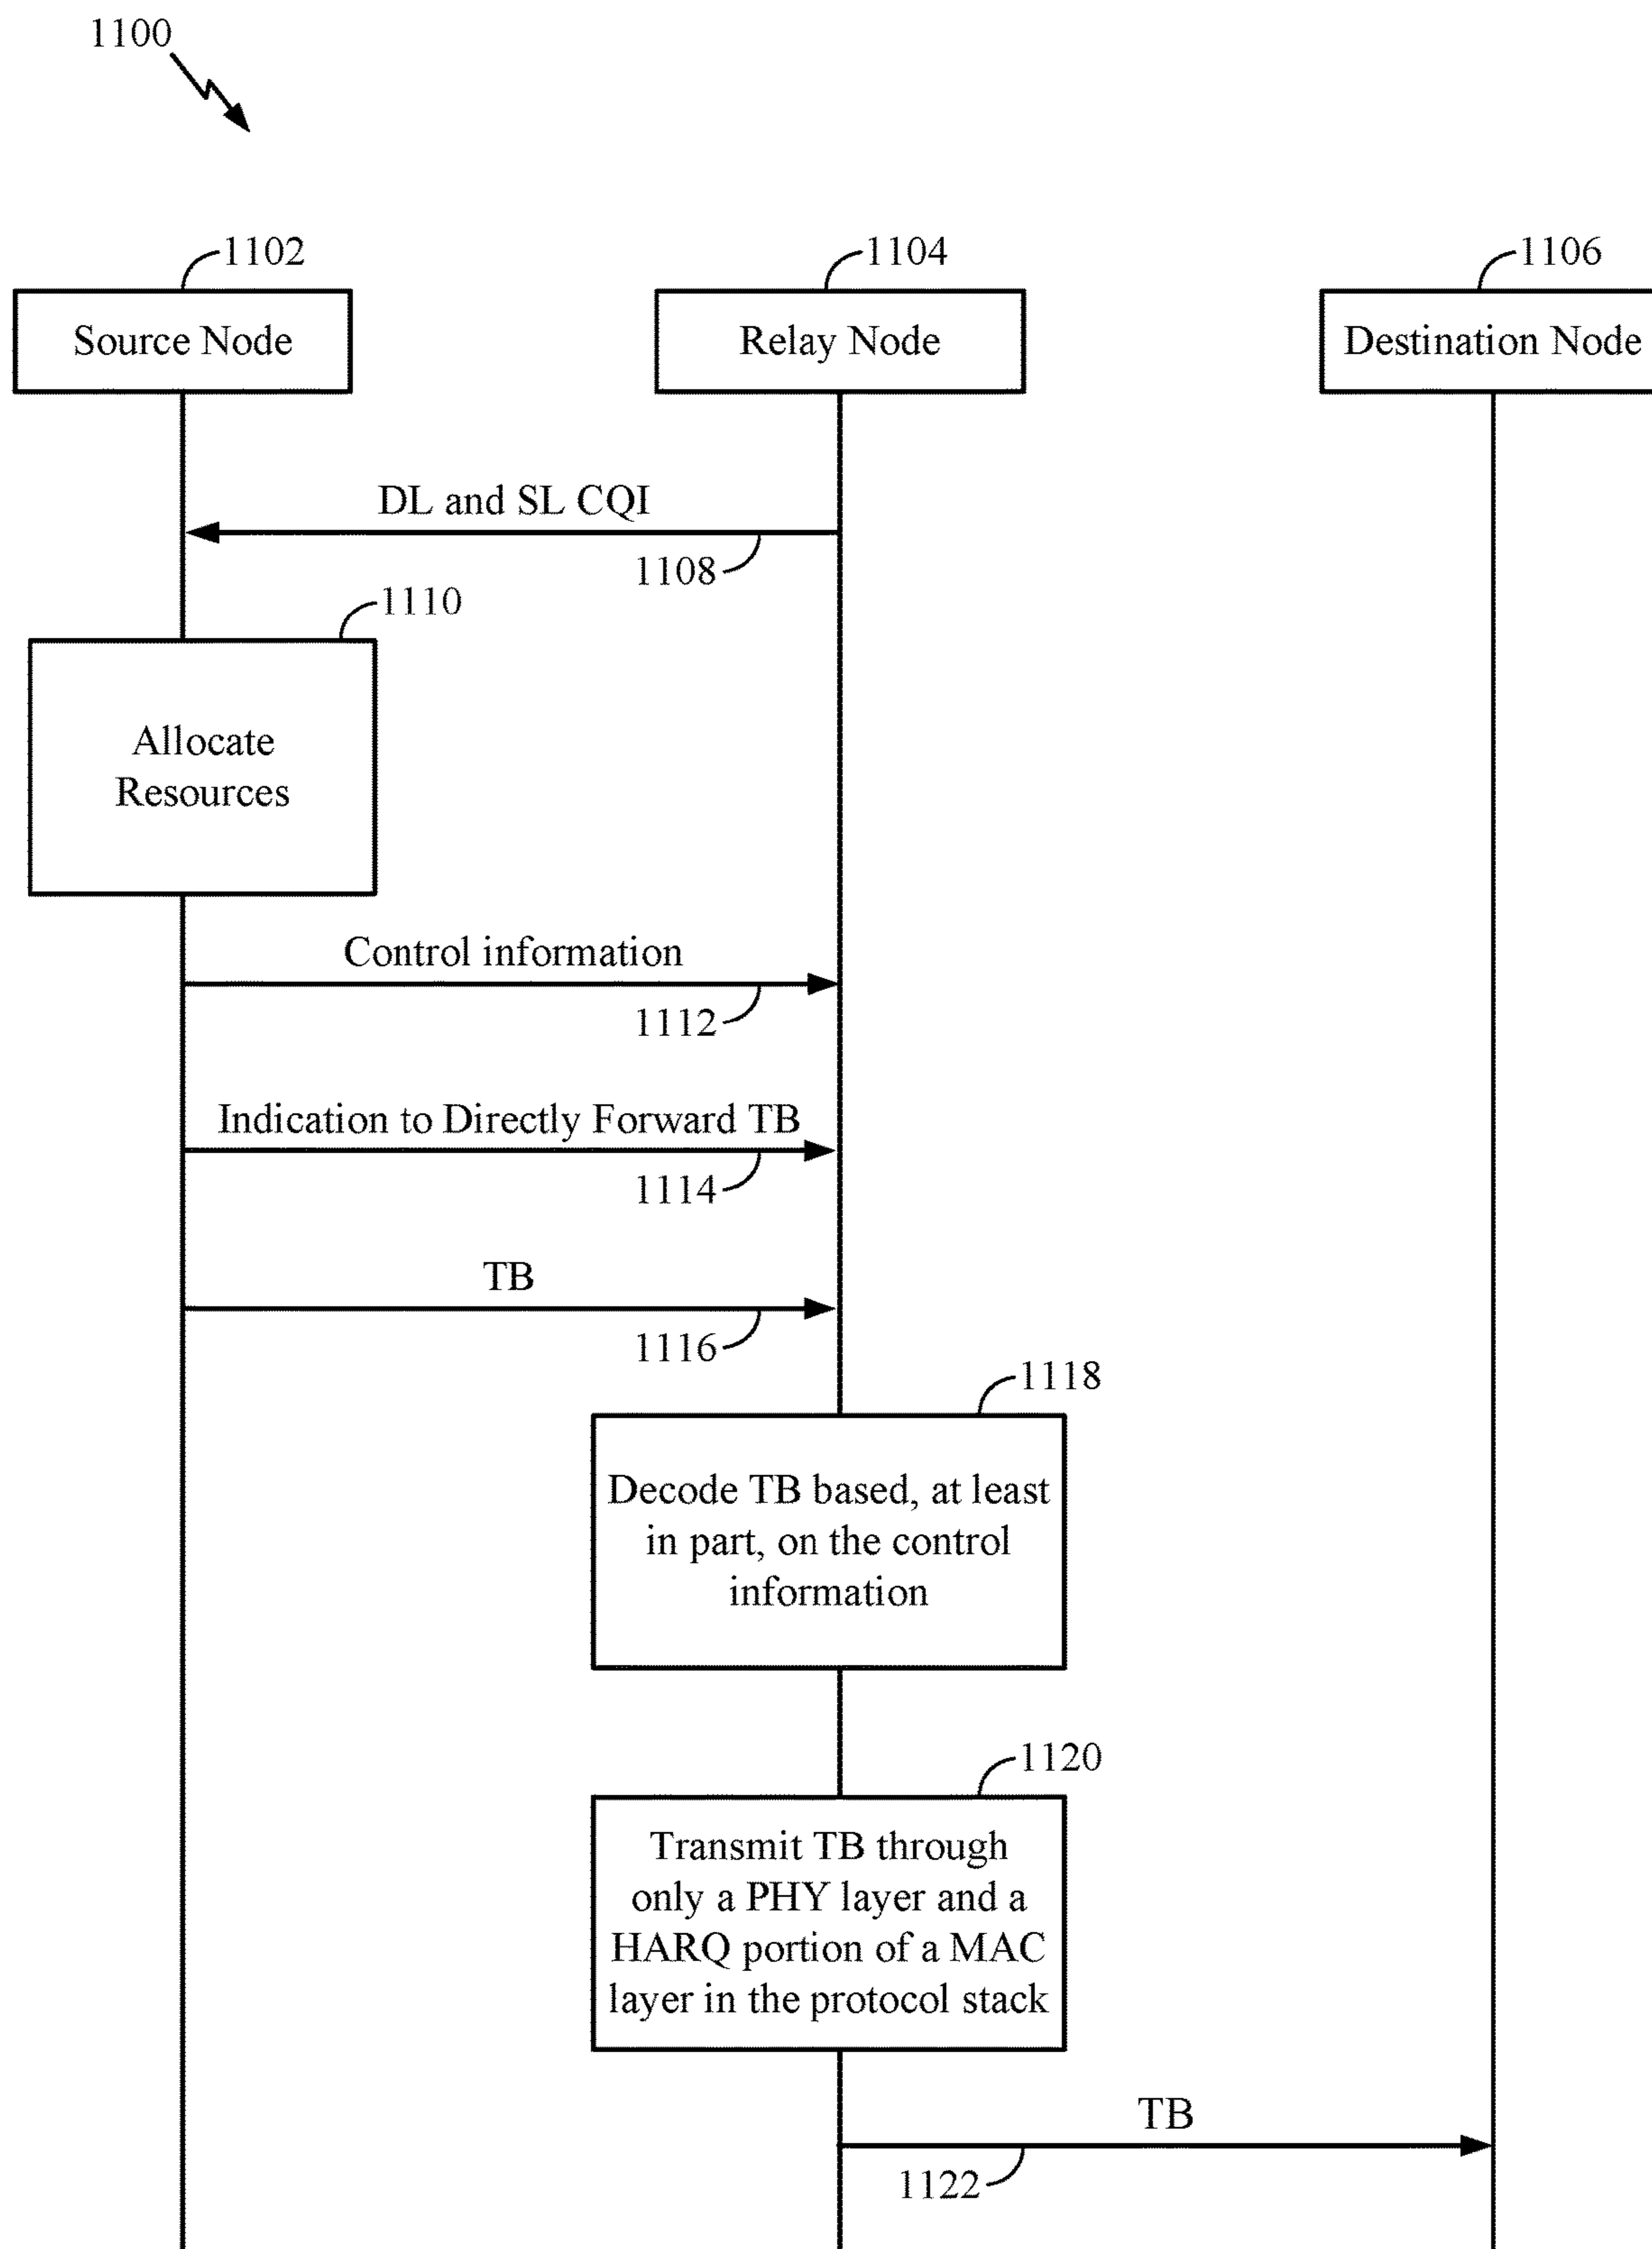 1100
1102
1104
1106
Source Node
Relay Node
Destination Node
DL and SL CQI
1108
1110
Allocate
Resources
Control information
1112
Indication to Directly Forward TB
1114
TB
1116
1118
Decode TB based, at least
in part, on the control
information
1120
Transmit TB through
only a PHY layer and a
HARQ portion of a MAC
layer in the protocol stack
TB
1122